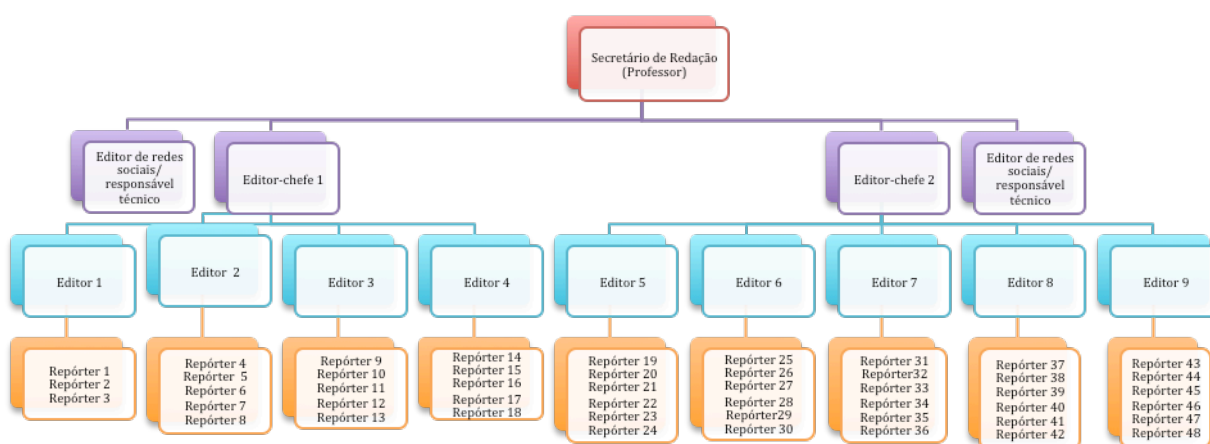 Secretário de Redação
(Professor)
Editor de redes
sociais/
responsável
técnico
Editor-chefe 1
Editor-chefe 2
Editor de redes
sociais/
responsável
técnico
Editor 1
Editor 2
Editor 3
Editor 4
Editor 5
Editor 6
Editor 7
Editor 8
Editor 9
Repórter 1
Repórter 2
Repórter 3
Repórter 4
Repórter 5
Repórter 6
Repórter 7
Repórter 8
Repórter 9
Repórter 10
Repórter 11
Repórter 12
Repórter 13
Repórter 14
Repórter 15
Repórter 16
Repórter 17
Repórter 18
Repórter 19
Repórter 20
Repórter 21
Repórter 22
Repórter 23
Repórter 24
Repórter 25
Repórter 26
Repórter 27
Repórter 28
Repórter29
Repórter 30
Repórter 31
Repórter32
Repórter 33
Repórter 34
Repórter 35
Repórter 36
Repórter 37
Repórter 38
Repórter 39
Repórter 40
Repórter 41
Repórter 42
Repórter 43
Repórter 44
Repórter 45
Repórter 46
Repórter 47
Repórter 48